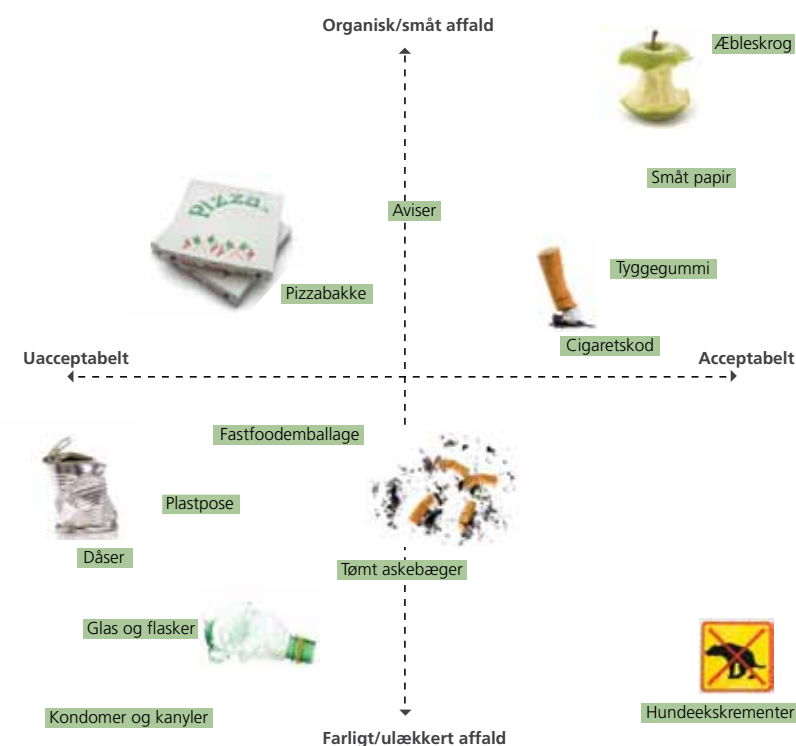 Organisk/småt affald
Æbleskrog
Småt papir
Pizza
Aviser
Tyggegummi
Pizzabakke
Cigaretskod
Uacceptabelt
Acceptabelt
Fastfoodemballage
Plastpose
Dåser
Tømt askebæger
Glas og flasker
Kondomer og kanyler
Hundeekskrementer
Farligt/ulækkert affald